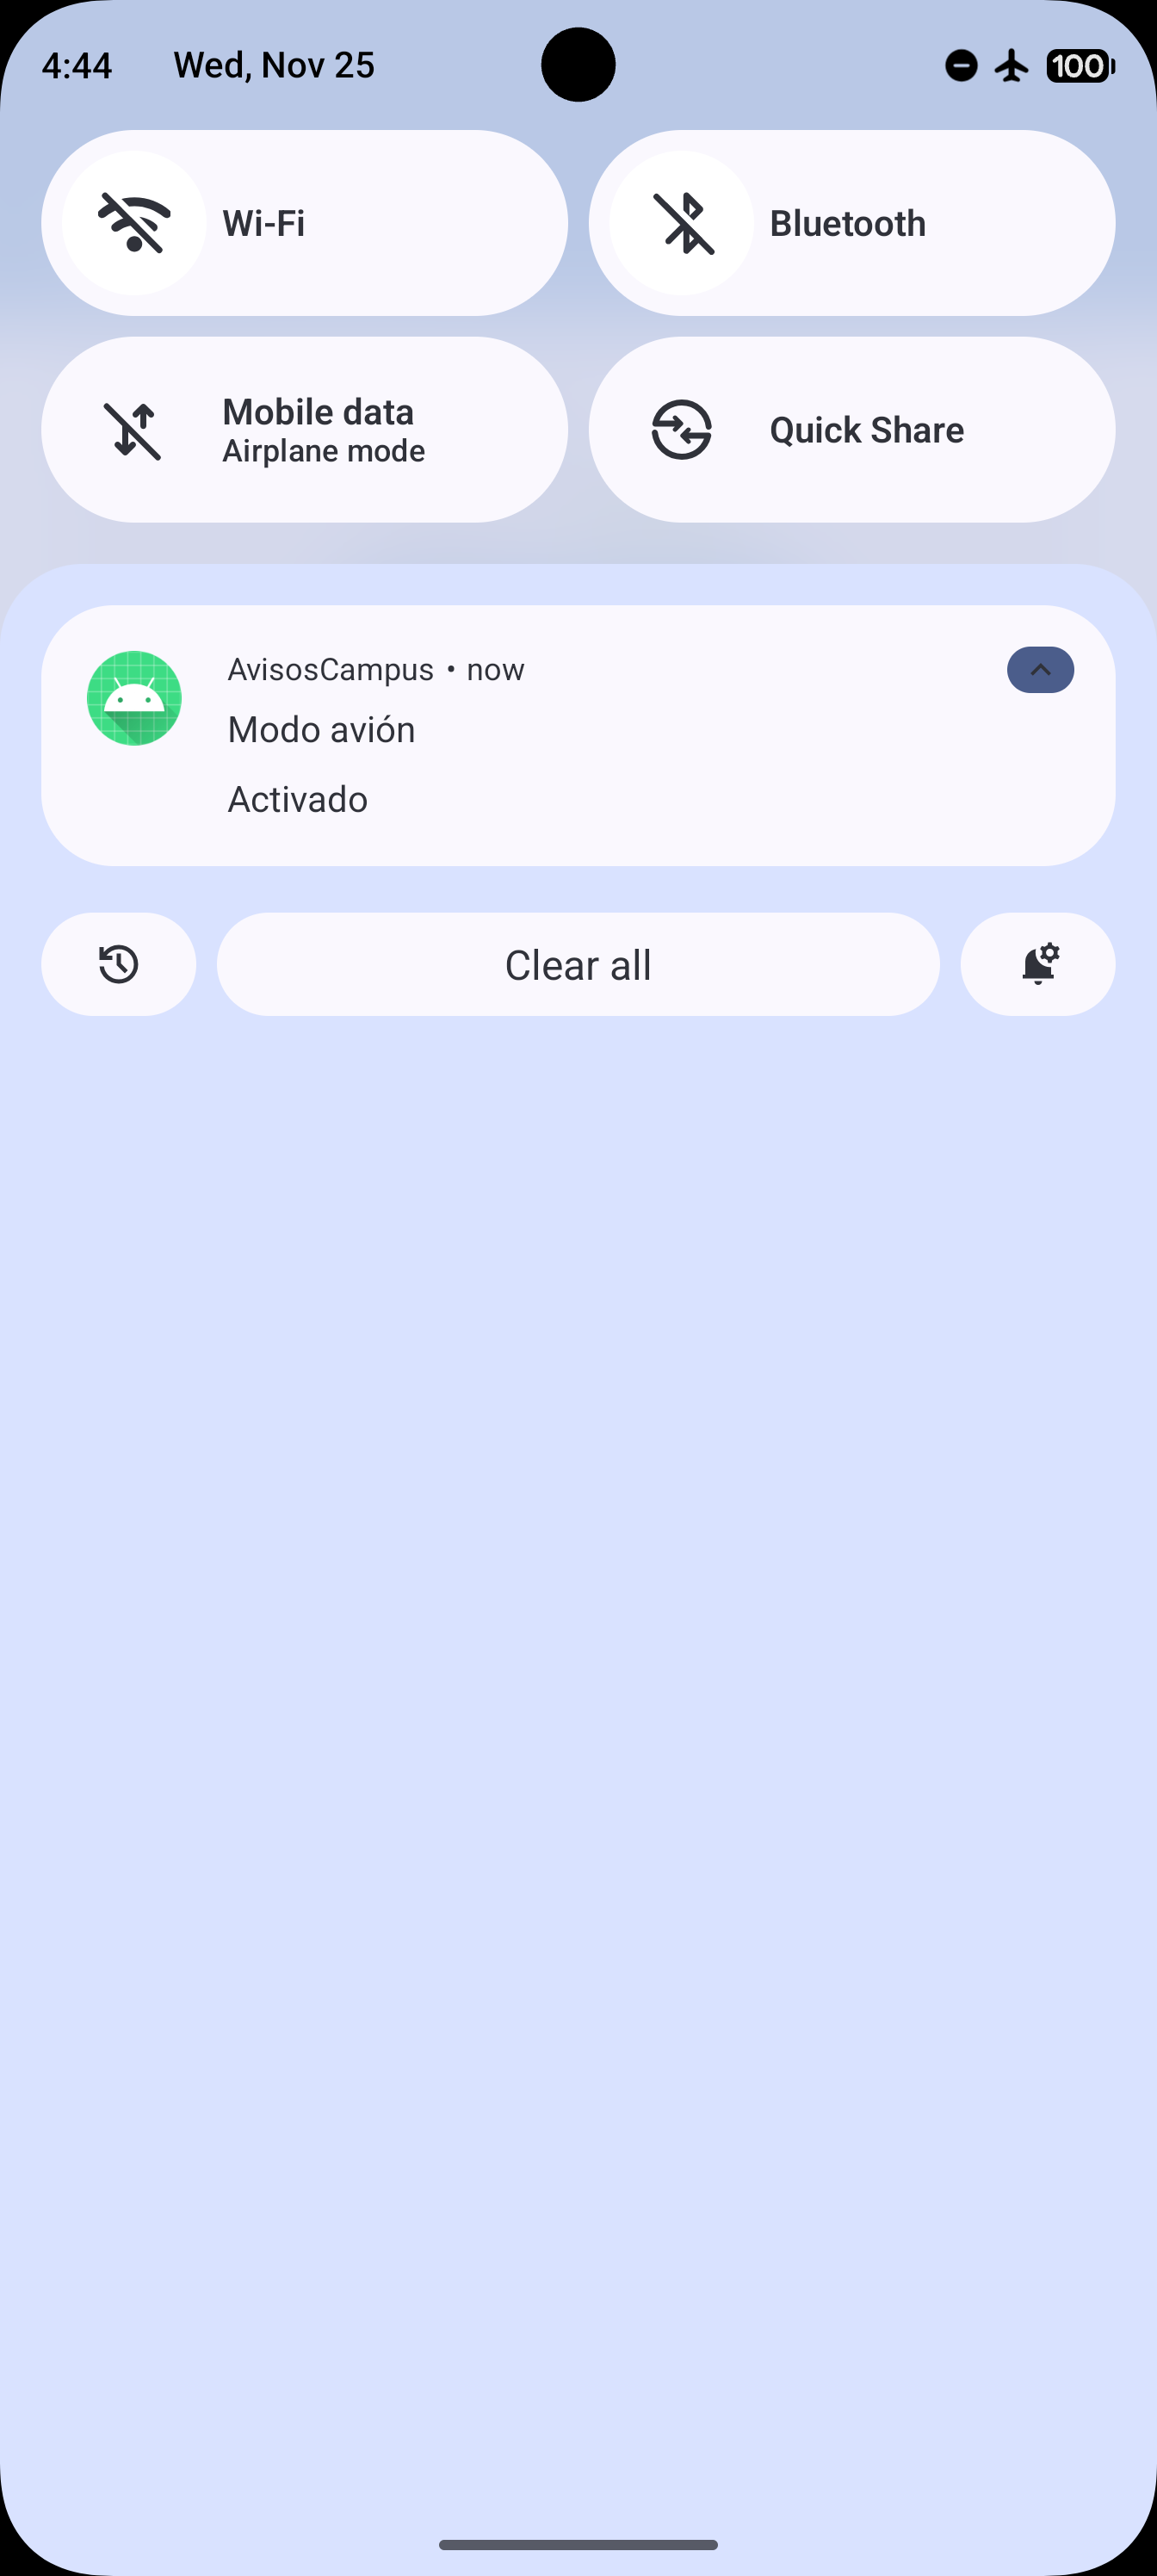 4:44 Wed, Nov 25 100
Wi-Fi
Bluetooth
Mobile data
Airplane mode
Quick Share
AvisosCampus • now
Modo avión
Activado
Clear all